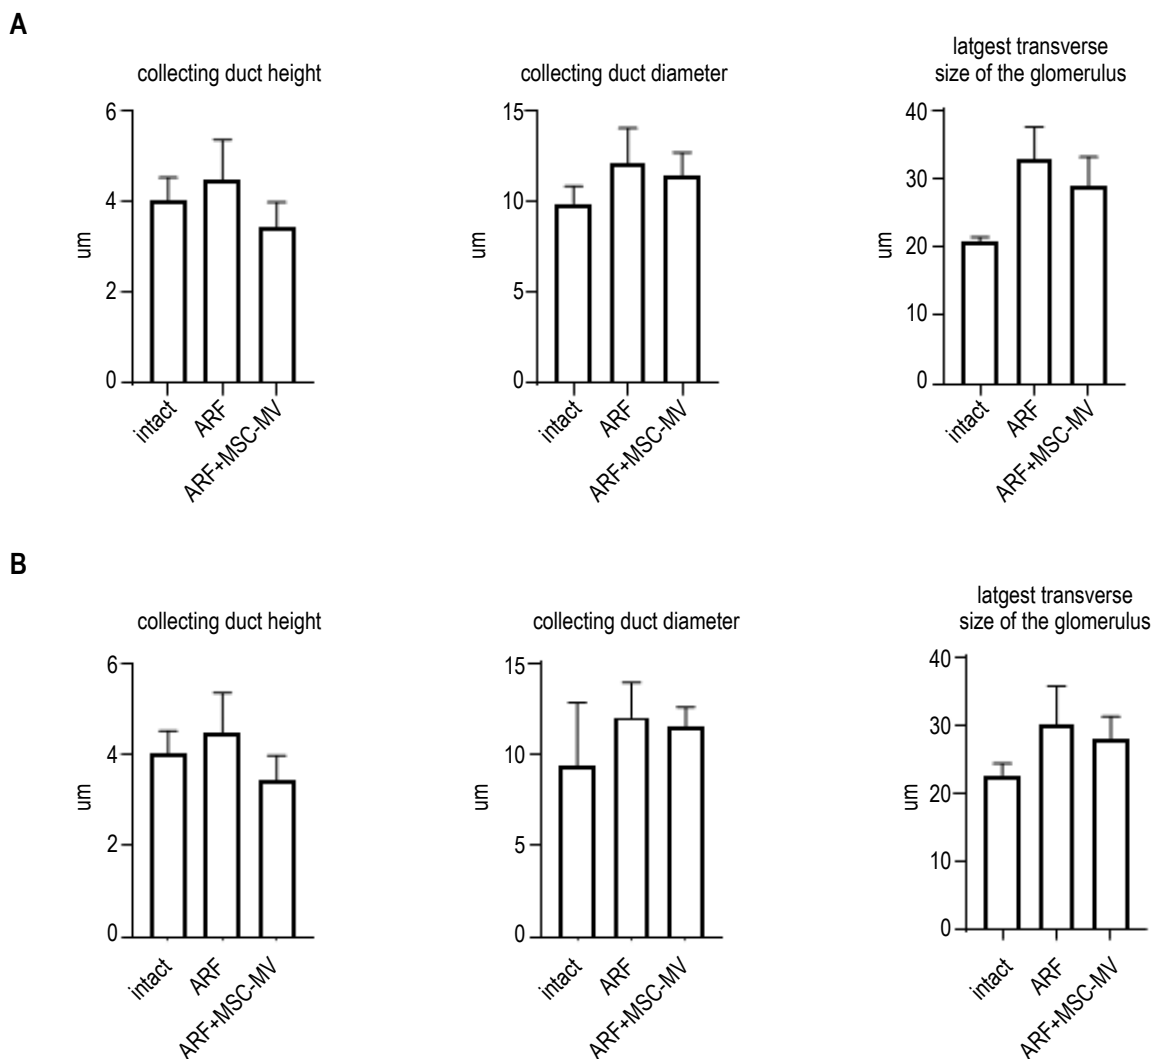 A
collecting duct height
6
4
2
0
um
intact
ARF
ARF+MSC-MV
collecting duct diameter
15
10
5
0
um
intact
ARF
ARF+MSC-MV
latgest transverse
size of the glomerulus
40
30
20
10
0
um
intact
ARF
ARF+MSC-MV
B
collecting duct height
6
4
2
0
um
intact
ARF
ARF+MSC-MV
collecting duct diameter
15
10
5
0
um
intact
ARF
ARF+MSC-MV
latgest transverse
size of the glomerulus
40
30
20
10
0
um
intact
ARF
ARF+MSC-MV